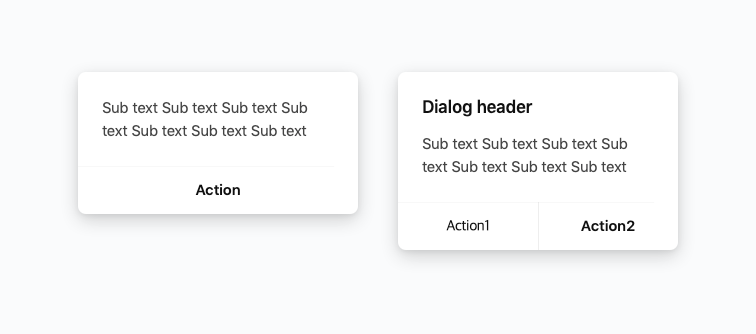 Sub text Sub text Sub text Sub
text Sub text Sub text Sub text
Action
Dialog header
Sub text Sub text Sub text Sub
text Sub text Sub text Sub text
Action1
Action2